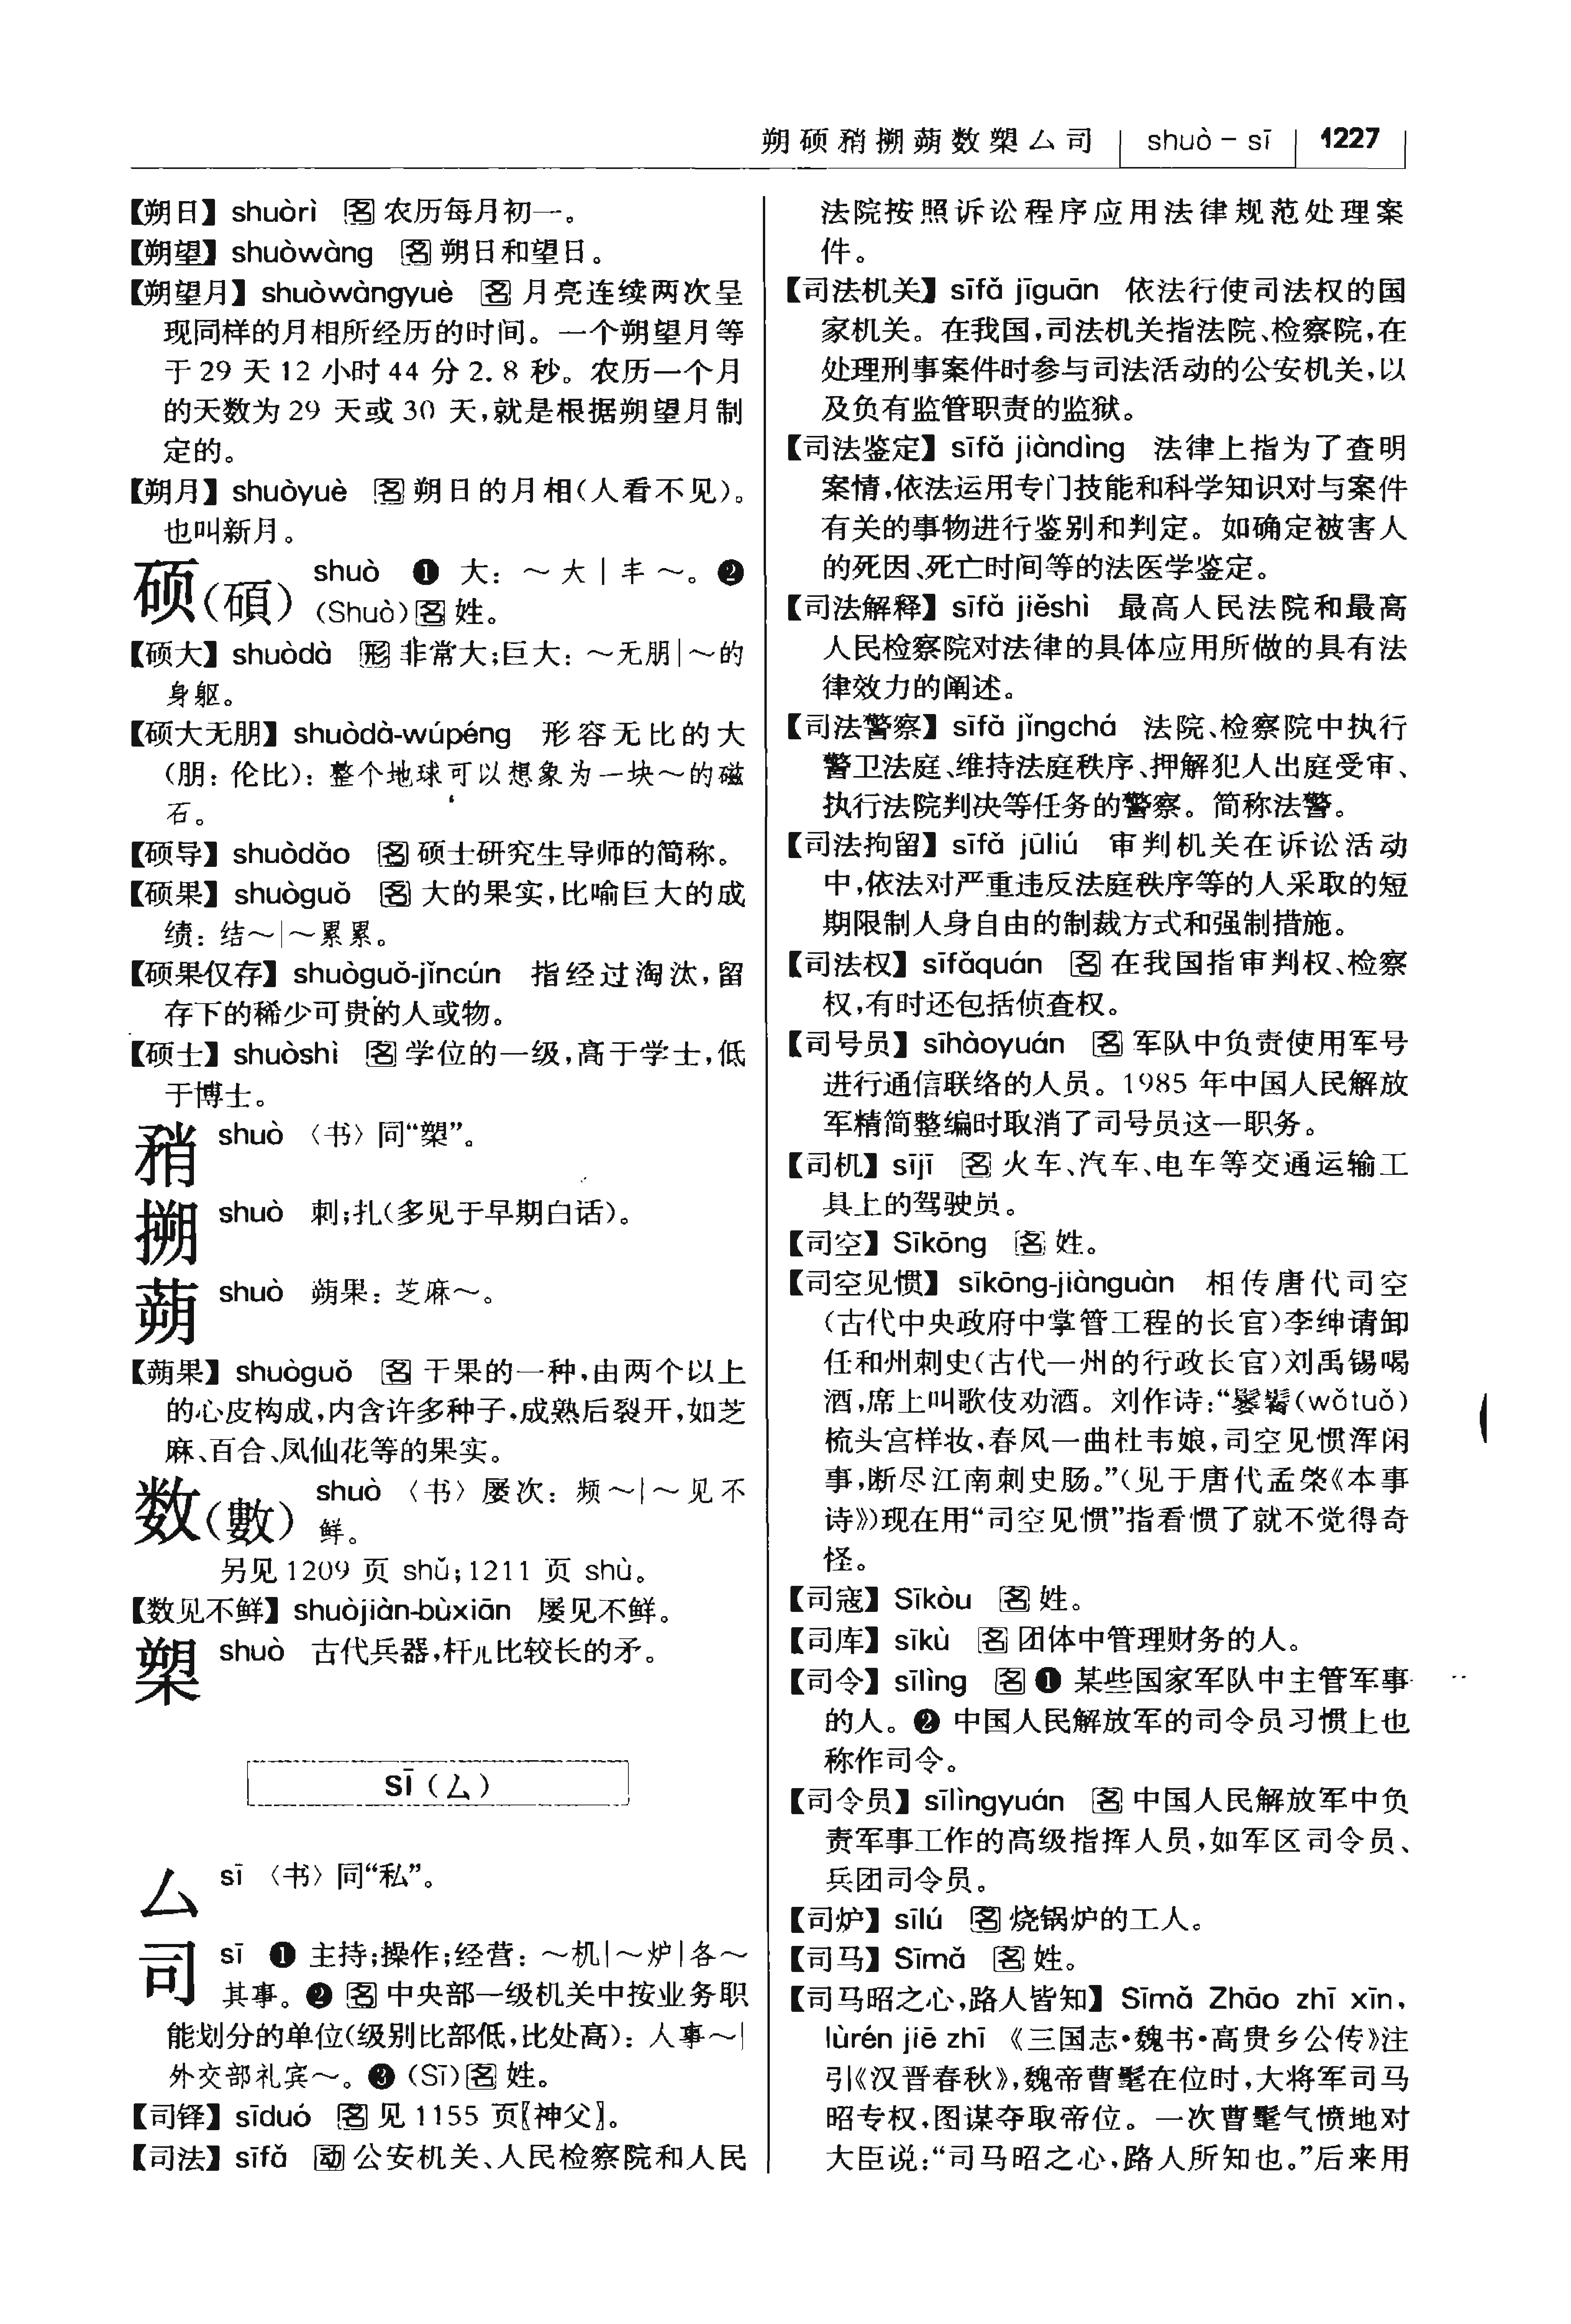 朔硕矟搠蒴数槊厶司 shuò－sī 1227
【朔日】shuòrì 名 农历每月初一。
【朔望】shuòwàng 名 朔日和望日。
【朔望月】shuòwàngyuè 名 月亮连续两次呈
现同样的月相所经历的时间。一个朔望月等
于29天12小时44分2.8秒。农历一个月
的天数为29天或30天，就是根据朔望月制
定的。
【朔月】shuòyuè 名 朔日的月相（人看不见）。
也叫新月。
硕（碩） shuò ❶ 大：～大｜丰～。❷
（Shuò）名 姓。
【硕大】shuòdà 形 非常大；巨大：～无朋｜～的
身躯。
【硕大无朋】shuòdà-wúpéng 形容无比的大
（朋：伦比）：整个地球可以想象为一块～的磁
石。
【硕导】shuòdǎo 名 硕士研究生导师的简称。
【硕果】shuòguǒ 名 大的果实，比喻巨大的成
绩：结～｜～累累。
【硕果仅存】shuòguǒ-jǐncún 指经过淘汰，留
存下的稀少可贵的人或物。
【硕士】shuòshì 名 学位的一级，高于学士，低
于博士。
矟 shuò 〈书〉同“槊”。
搠 shuò 刺；扎（多见于早期白话）。
蒴 shuò 蒴果：芝麻～。
【蒴果】shuòguǒ 名 干果的一种，由两个以上
的心皮构成，内含许多种子，成熟后裂开，如芝
麻、百合、凤仙花等的果实。
数（數） shuò 〈书〉屡次：频～｜～见不
鲜。
另见1209页 shǔ；1211页 shù。
【数见不鲜】shuòjiàn-bùxiān 屡见不鲜。
槊 shuò 古代兵器，杆儿比较长的矛。
sī（ㄙ）
厶 sī 〈书〉同“私”。
司 sī ❶ 主持；操作；经营：～机｜～炉｜各～
其事。❷ 名 中央部一级机关中按业务职
能划分的单位（级别比部低，比处高）：人事～｜
外交部礼宾～。❸（Sī）名 姓。
【司铎】sīduó 名 见1155页〖神父〗。
【司法】sīfǎ 动 公安机关、人民检察院和人民
法院按照诉讼程序应用法律规范处理案
件。
【司法机关】sīfǎ jīguān 依法行使司法权的国
家机关。在我国，司法机关指法院、检察院，在
处理刑事案件时参与司法活动的公安机关，以
及负有监管职责的监狱。
【司法鉴定】sīfǎ jiàndìng 法律上指为了查明
案情，依法运用专门技能和科学知识对与案件
有关的事物进行鉴别和判定。如确定被害人
的死因、死亡时间等的法医学鉴定。
【司法解释】sīfǎ jiěshì 最高人民法院和最高
人民检察院对法律的具体应用所做的具有法
律效力的阐述。
【司法警察】sīfǎ jǐngchá 法院、检察院中执行
警卫法庭、维持法庭秩序、押解犯人出庭受审、
执行法院判决等任务的警察。简称法警。
【司法拘留】sīfǎ jūliú 审判机关在诉讼活动
中，依法对严重违反法庭秩序等的人采取的短
期限制人身自由的制裁方式和强制措施。
【司法权】sīfǎquán 名 在我国指审判权、检察
权，有时还包括侦查权。
【司号员】sīhàoyuán 名 军队中负责使用军号
进行通信联络的人员。1985年中国人民解放
军精简整编时取消了司号员这一职务。
【司机】sījī 名 火车、汽车、电车等交通运输工
具上的驾驶员。
【司空】Sīkōng 名 姓。
【司空见惯】sīkōng-jiànguàn 相传唐代司空
（古代中央政府中掌管工程的长官）李绅请卸
任和州刺史（古代一州的行政长官）刘禹锡喝
酒，席上叫歌伎劝酒。刘作诗：“鬖髻(wǒtuǒ)
梳头宫样妆，春风一曲杜韦娘，司空见惯浑闲
事，断尽江南刺史肠。”（见于唐代孟棨《本事
诗》）现在用“司空见惯”指看惯了就不觉得奇
怪。
【司寇】Sīkòu 名 姓。
【司库】sīkù 名 团体中管理财务的人。
【司令】sīlìng 名 ❶ 某些国家军队中主管军事
的人。❷ 中国人民解放军的司令员习惯上也
称作司令。
【司令员】sīlìngyuán 名 中国人民解放军中负
责军事工作的高级指挥人员，如军区司令员、
兵团司令员。
【司炉】sīlú 名 烧锅炉的工人。
【司马】Sīmǎ 名 姓。
【司马昭之心，路人皆知】Sīmǎ Zhāo zhī xīn，
lùrén jiē zhī 《三国志·魏书·高贵乡公传》注
引《汉晋春秋》，魏帝曹髦在位时，大将军司马
昭专权，图谋夺取帝位。一次曹髦气愤地对
大臣说：“司马昭之心，路人所知也。”后来用